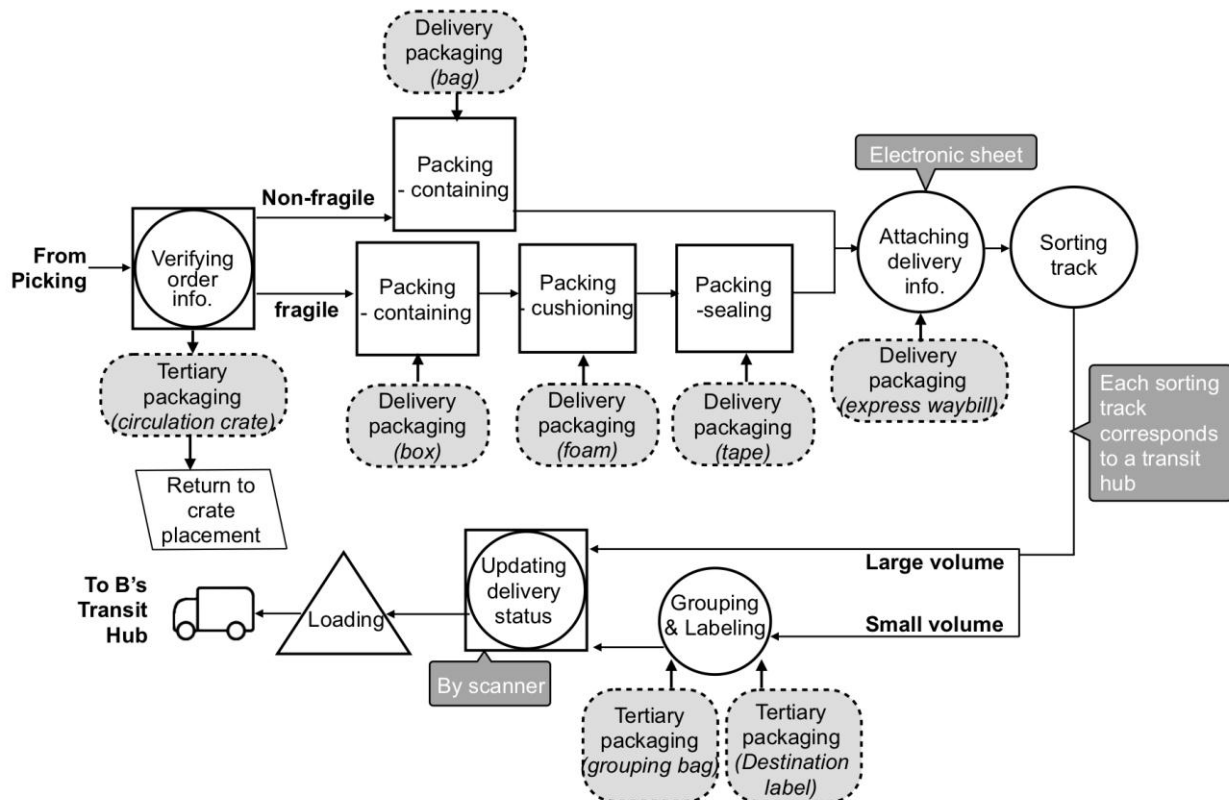 Delivery
packaging
(bag)
Packing
- containing
Non-fragile
Electronic sheet
From
Picking
Verifying
order
info.
Attaching
delivery
info.
Sorting
track
fragile
Packing
- containing
Packing
- cushioning
Packing
-sealing
Tertiary
packaging
(circulation crate)
Delivery
packaging
(box)
Delivery
packaging
(foam)
Delivery
packaging
(tape)
Delivery
packaging
(express waybill)
Each sorting
track
corresponds
to a transit
hub
Return to
crate
placement
To B's
Transit
Hub
Loading
Updating
delivery
status
By scanner
Large volume
Grouping
& Labeling
Small volume
Tertiary
packaging
(grouping bag)
Tertiary
packaging
(Destination
label)